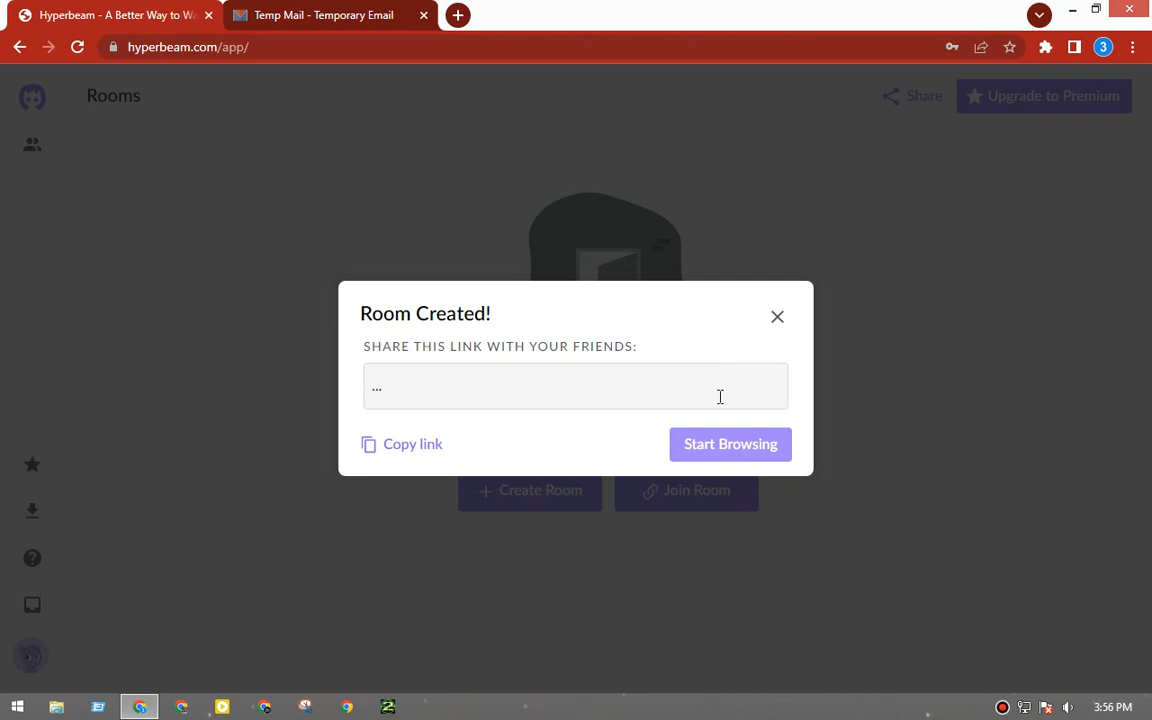 Hyperbeam - A Better Way to W
Temp Mail - Temporary Email
hyperbeam.com/app/
3
Rooms
Share
Upgrade to Premium
Room Created!
SHARE THIS LINK WITH YOUR FRIENDS:
...
Copy link
Start Browsing
Create Room
Join Room
3:56 PM